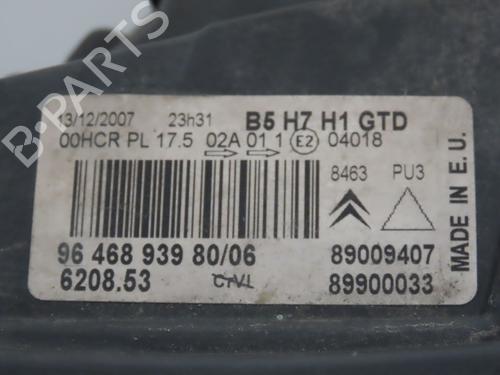 13/12/2007 23h31 B5 H7 H1 GTD
00HCR PL 17.5 02A 01 1 E2 04018
8463 PU3
96 468 939 80/06 89009407
6208.53 C-VL 89900033
MADE IN E.U.
B-PARTS